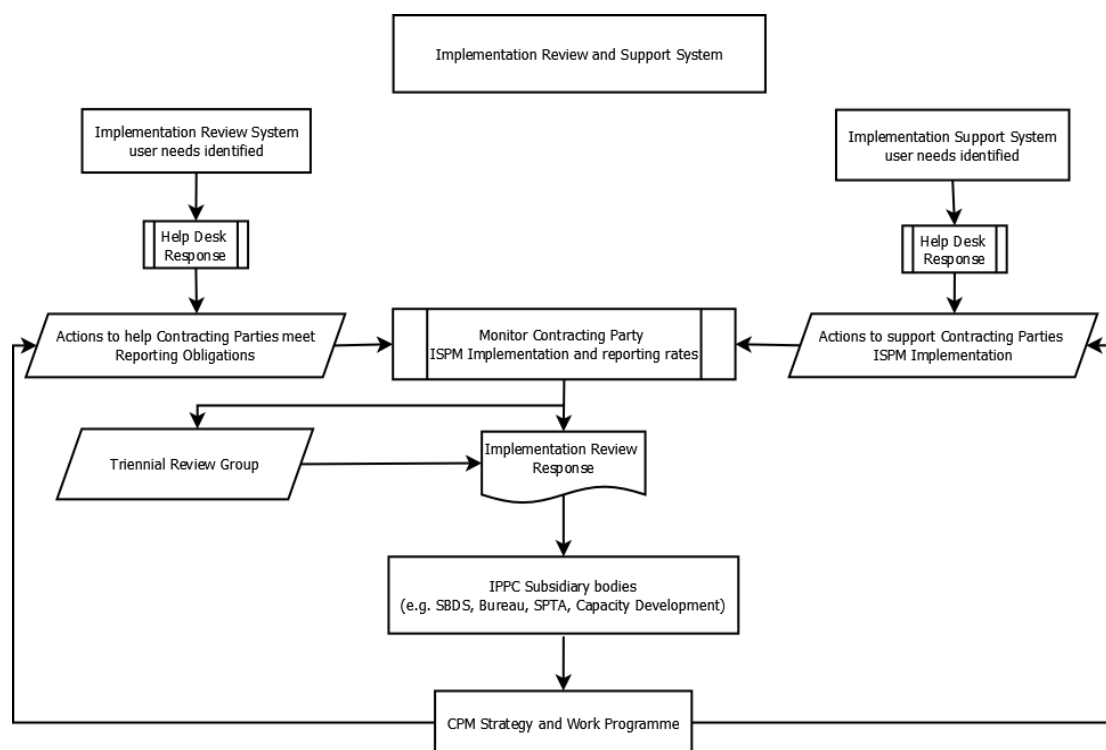 Implementation Review and Support System
Implementation Review System
user needs identified
Implementation Support System
user needs identified
Help Desk
Response
Help Desk
Response
Actions to help Contracting Parties meet
Reporting Obligations
Monitor Contracting Party
ISPM Implementation and reporting rates
Actions to support Contracting Parties
ISPM Implementation
Triennial Review Group
Implementation Review
Response
IPPC Subsidiary bodies
(e.g. SBDS, Bureau, SPTA, Capacity Development)
CPM Strategy and Work Programme